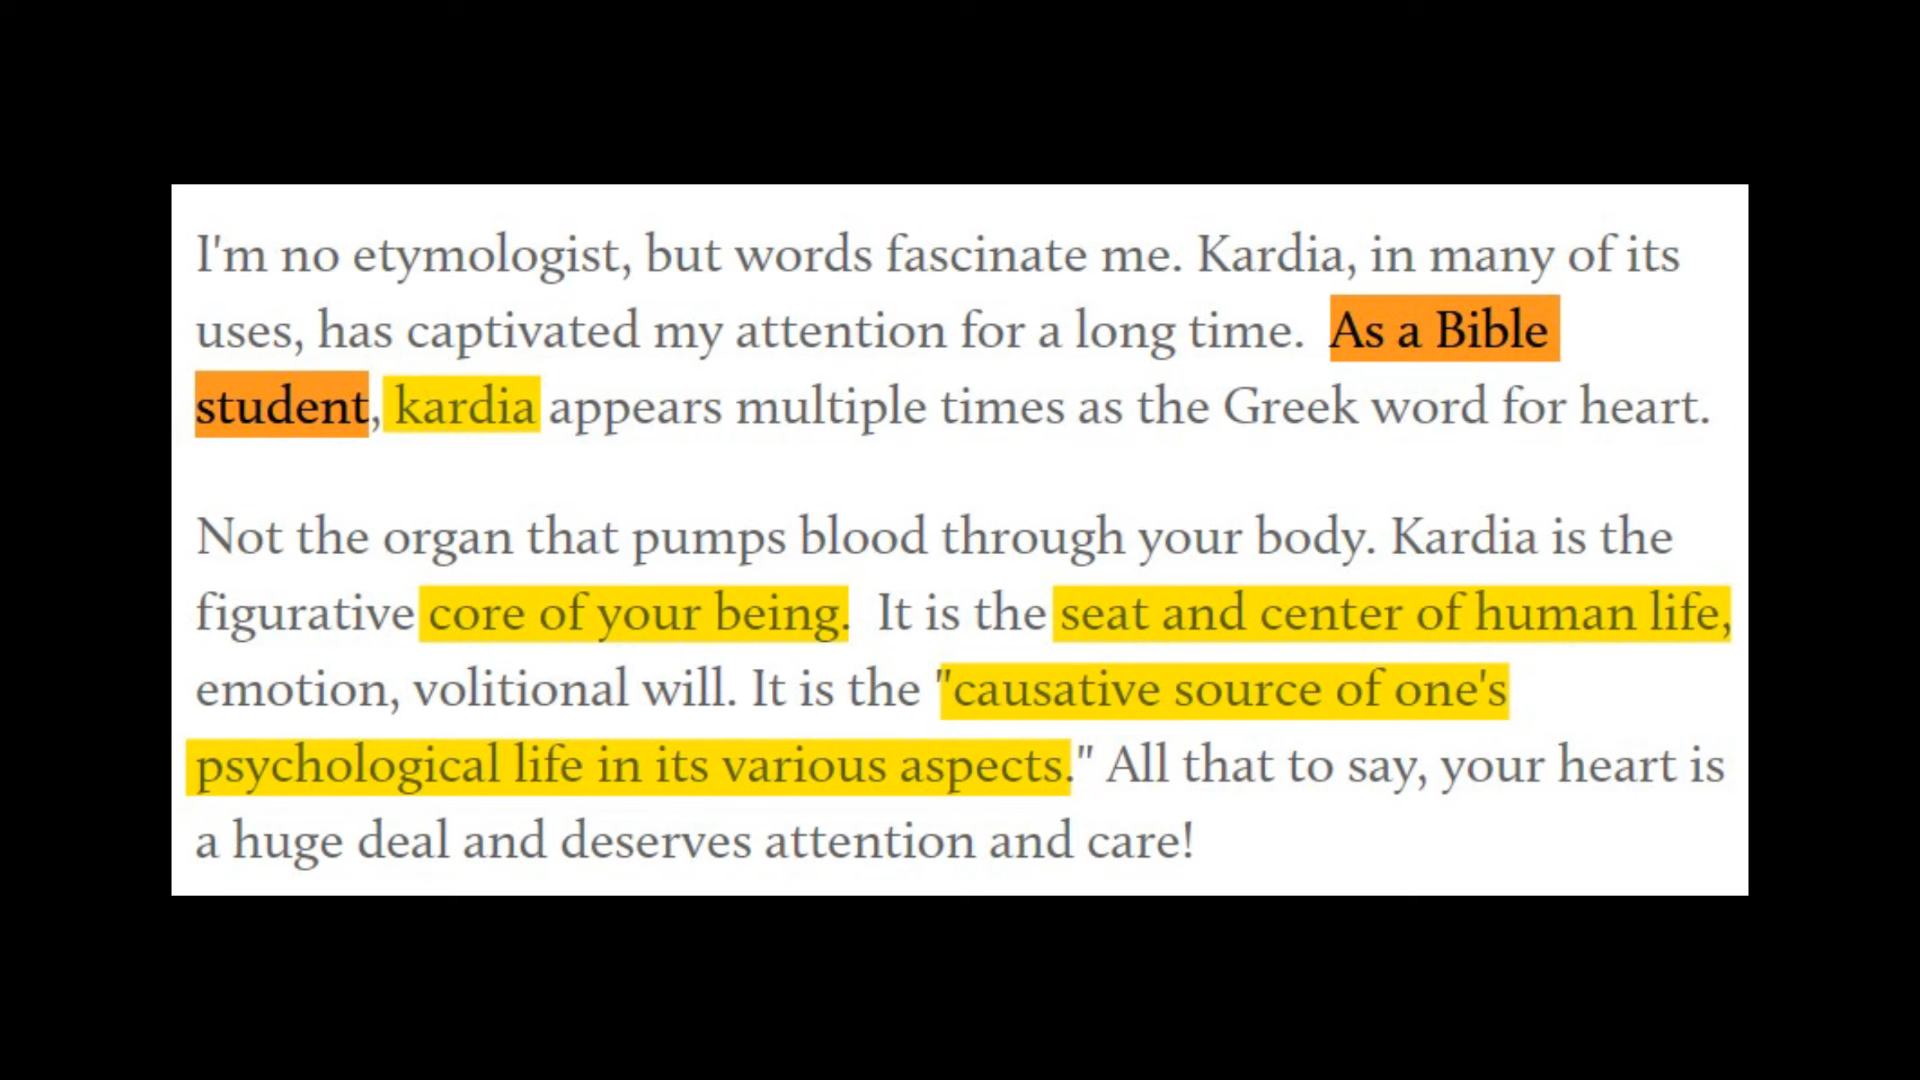 I'm no etymologist, but words fascinate me. Kardia, in many of its
uses, has captivated my attention for a long time.  As a Bible
student, kardia appears multiple times as the Greek word for heart.
Not the organ that pumps blood through your body. Kardia is the
figurative core of your being.  It is the seat and center of human life,
emotion, volitional will. It is the "causative source of one's
psychological life in its various aspects." All that to say, your heart is
a huge deal and deserves attention and care!